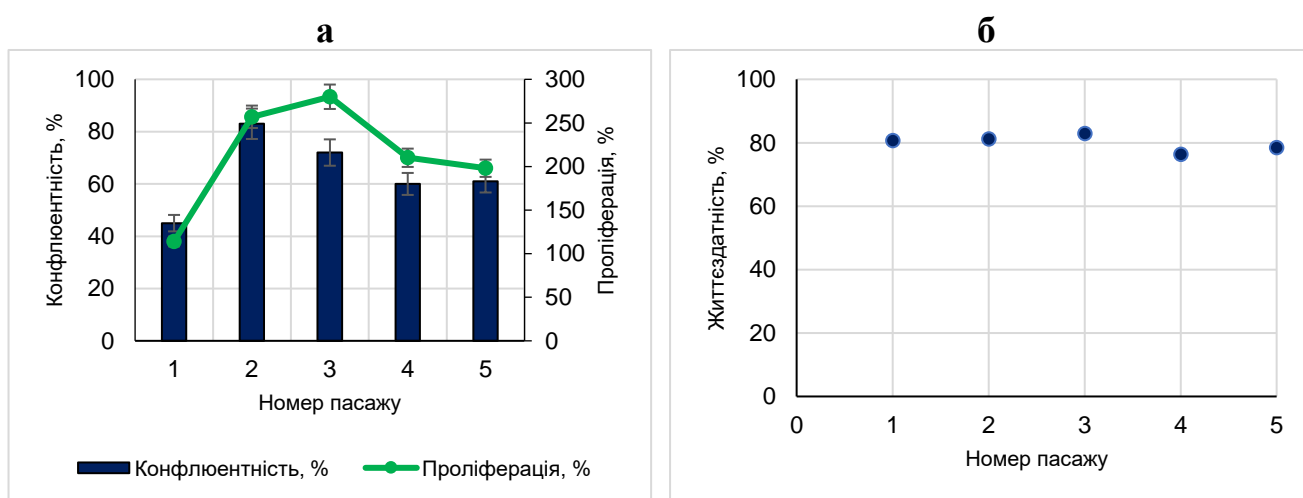 а
100
80
60
40
20
0
300
250
200
150
100
50
0
Конфлюентність, %
Проліферація, %
1 2 3 4 5
Номер пасажу
Конфлюентність, % Проліферація, %
б
100
80
60
40
20
0
Життєздатність, %
0 1 2 3 4 5
Номер пасажу